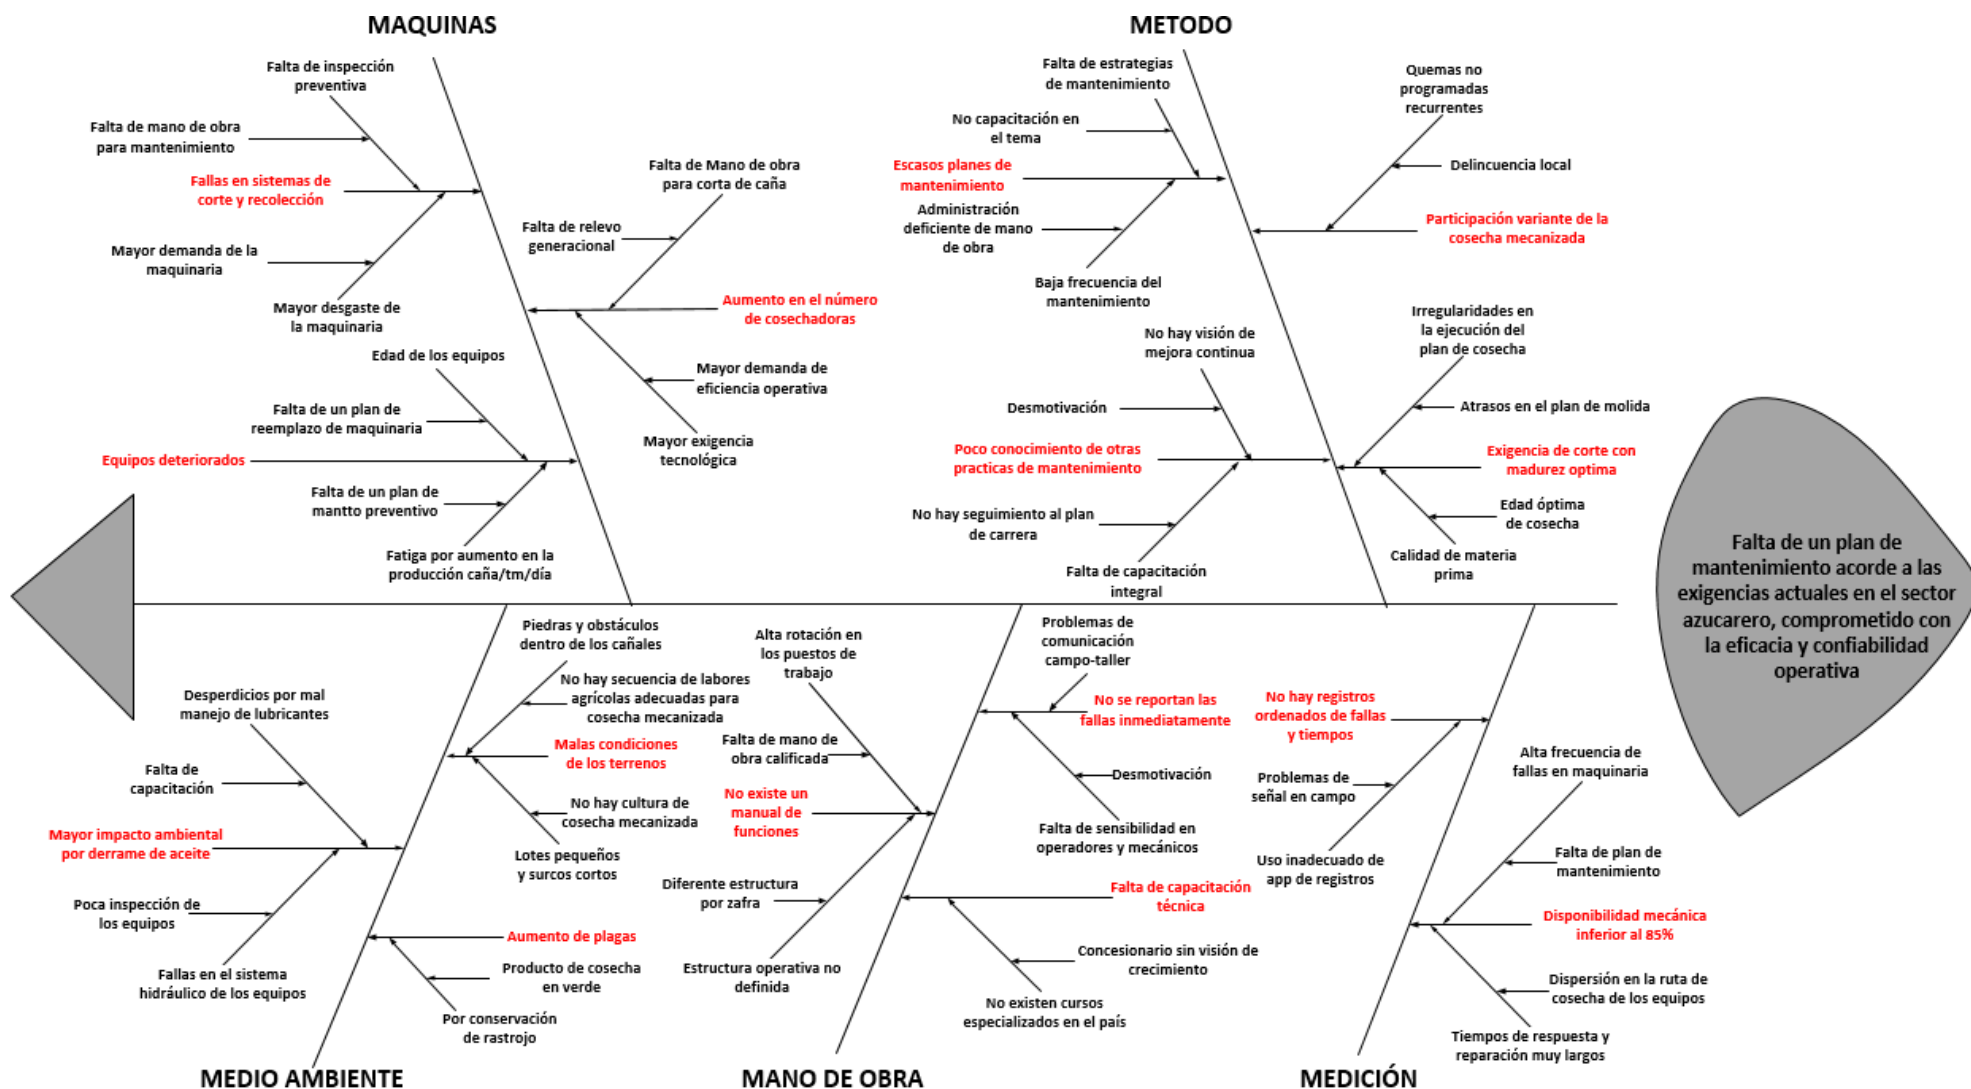 MAQUINAS
Falta de inspección
preventiva
Falta de mano de obra
para mantenimiento
Fallas en sistemas de
corte y recolección
Mayor demanda de la
maquinaria
Mayor desgaste de
la maquinaria
Falta de Mano de obra
para corta de caña
Falta de relevo
generacional
Aumento en el número
de cosechadoras
Mayor demanda de
eficiencia operativa
Mayor exigencia
tecnológica
Edad de los equipos
Falta de un plan de
reemplazo de maquinaria
Equipos deteriorados
Falta de un plan de
mantto preventivo
Fatiga por aumento en la
producción caña/tm/día
METODO
Falta de estrategias
de mantenimiento
No capacitación en
el tema
Escasos planes de
mantenimiento
Administración
deficiente de mano
de obra
Baja frecuencia del
mantenimiento
Quemas no
programadas
recurrentes
Delincuencia local
Participación variante de la
cosecha mecanizada
No hay visión de
mejora continua
Desmotivación
Poco conocimiento de otras
practicas de mantenimiento
No hay seguimiento al plan
de carrera
Falta de capacitación
integral
Irregularidades en
la ejecución del
plan de cosecha
Atrasos en el plan de molida
Exigencia de corte con
madurez optima
Edad óptima
de cosecha
Calidad de materia
prima
Falta de un plan de
mantenimiento acorde a las
exigencias actuales en el sector
azucarero, comprometido con
la eficacia y confiabilidad
operativa
Piedras y obstáculos
dentro de los cañales
No hay secuencia de labores
agrícolas adecuadas para
cosecha mecanizada
Malas condiciones
de los terrenos
No hay cultura de
cosecha mecanizada
Lotes pequeños
y surcos cortos
Desperdicios por mal
manejo de lubricantes
Falta de
capacitación
Mayor impacto ambiental
por derrame de aceite
Poca inspección de
los equipos
Fallas en el sistema
hidráulico de los equipos
Aumento de plagas
Producto de cosecha
en verde
Por conservación
de rastrojo
MEDIO AMBIENTE
Problemas de
comunicación
campo-taller
No se reportan las
fallas inmediatamente
Desmotivación
Falta de sensibilidad en
operadores y mecánicos
Alta rotación en
los puestos de
trabajo
Falta de mano de
obra calificada
No existe un
manual de
funciones
Diferente estructura
por zafra
Estructura operativa no
definida
Falta de capacitación
técnica
Concesionario sin visión de
crecimiento
No existen cursos
especializados en el país
MANO DE OBRA
No hay registros
ordenados de fallas
y tiempos
Problemas de
señal en campo
Uso inadecuado de
app de registros
Alta frecuencia de
fallas en maquinaria
Falta de plan de
mantenimiento
Disponibilidad mecánica
inferior al 85%
Dispersión en la ruta de
cosecha de los equipos
Tiempos de respuesta y
reparación muy largos
MEDICIÓN